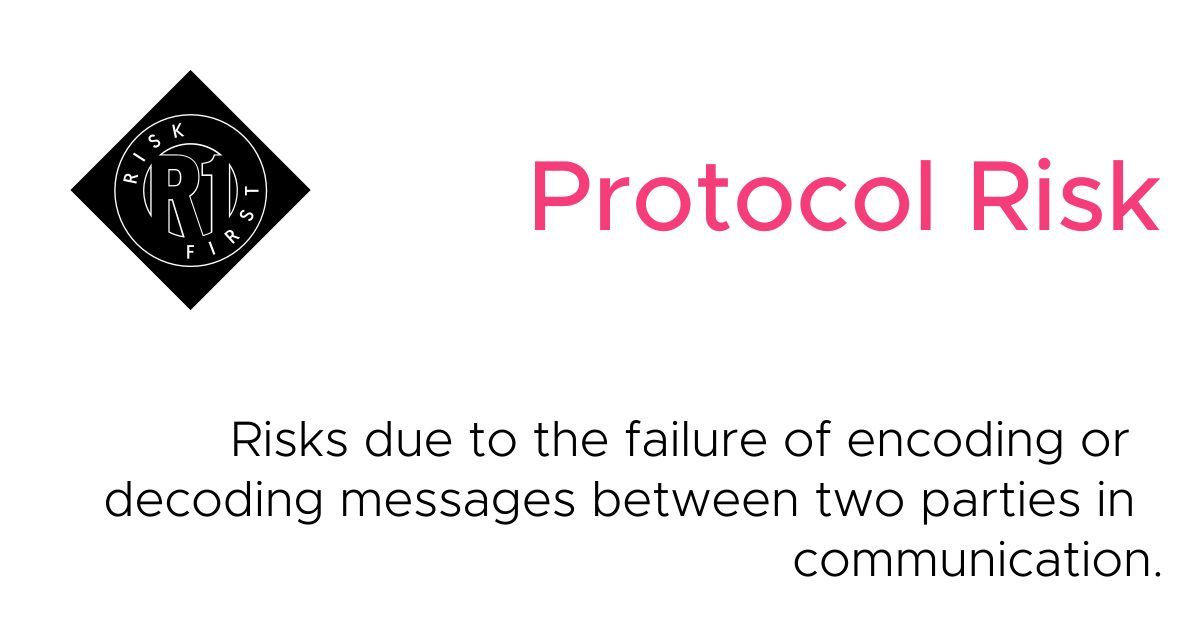 RISK
R1
FIRST
Protocol Risk
Risks due to the failure of encoding or
decoding messages between two parties in
communication.